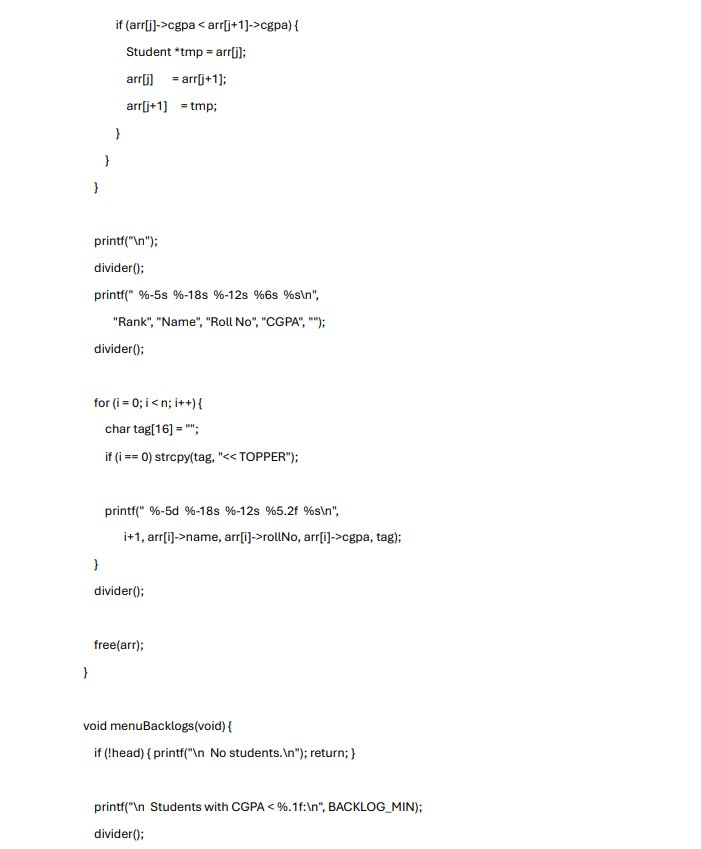 if (arr[j]->cgpa < arr[j+1]->cgpa) {
Student *tmp = arr[j];
arr[j]     = arr[j+1];
arr[j+1]   = tmp;
}
}
}
printf("\n");
divider();
printf("  %-5s  %-18s  %-12s  %6s  %s\n",
"Rank", "Name", "Roll No", "CGPA", "");
divider();
for (i = 0; i < n; i++) {
char tag[16] = "";
if (i == 0) strcpy(tag, "<< TOPPER");
printf("  %-5d  %-18s  %-12s  %5.2f  %s\n",
i+1, arr[i]->name, arr[i]->rollNo, arr[i]->cgpa, tag);
}
divider();
free(arr);
}
void menuBacklogs(void) {
if (!head) { printf("\n  No students.\n"); return; }
printf("\n  Students with CGPA < %.1f:\n", BACKLOG_MIN);
divider();